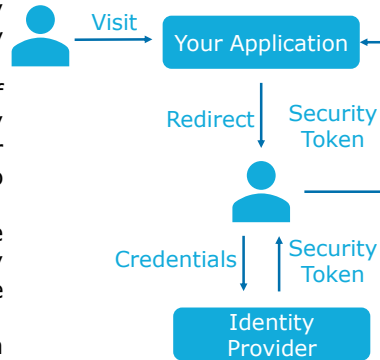 Visit
Your Application
Redirect
Security
Token
Credentials
Security
Token
Identity
Provider